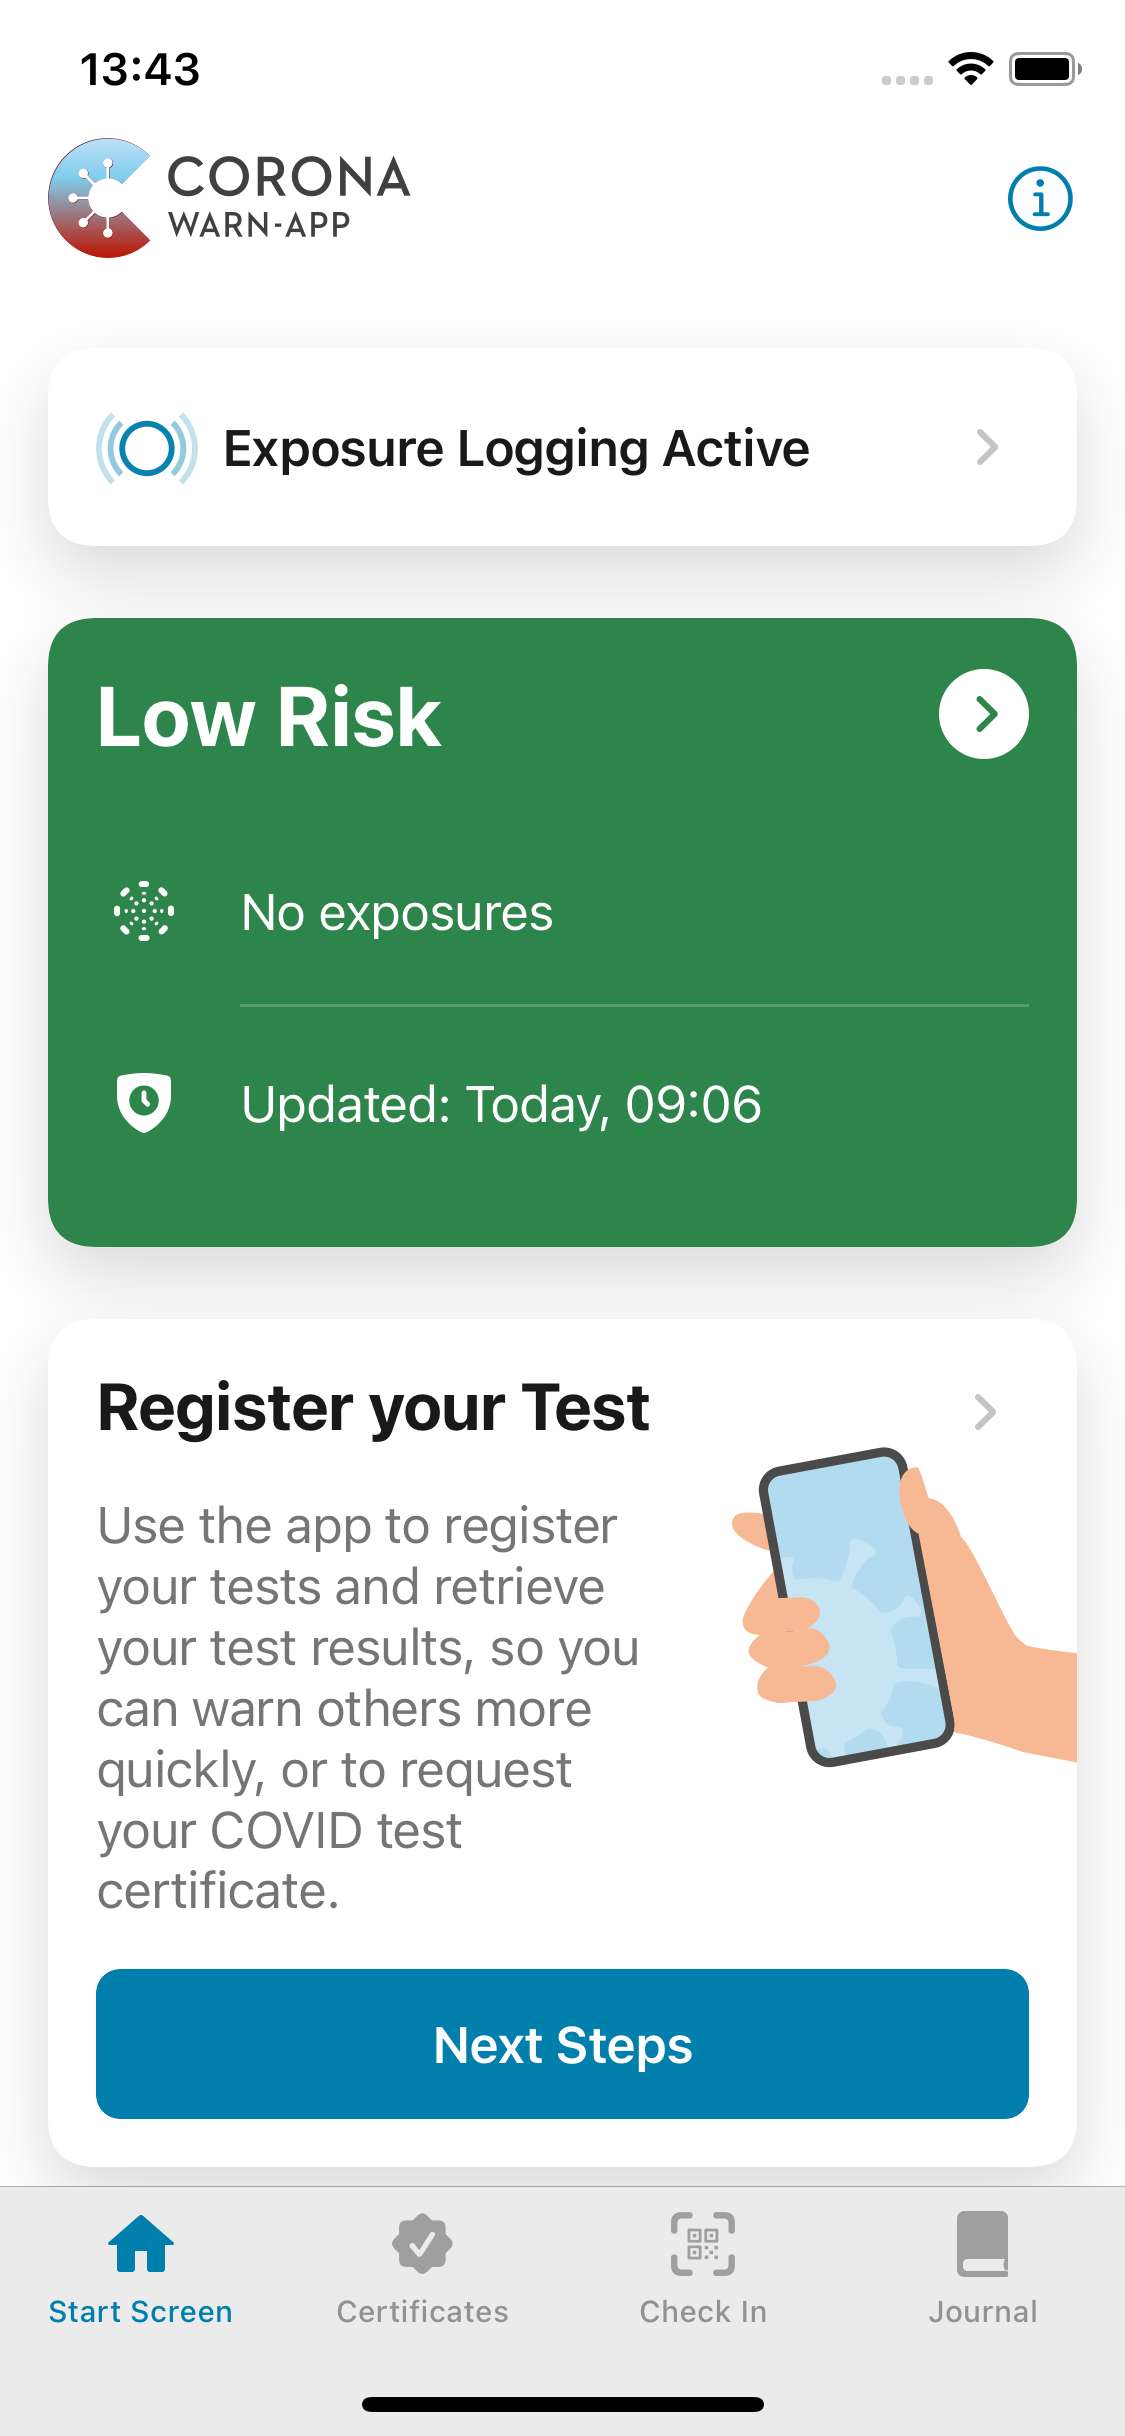 13:43
CORONA
WARN-APP
Exposure Logging Active
Low Risk
No exposures
Updated: Today, 09:06
Register your Test
Use the app to register
your tests and retrieve
your test results, so you
can warn others more
quickly, or to request
your COVID test
certificate.
Next Steps
Start Screen
Certificates
Check In
Journal